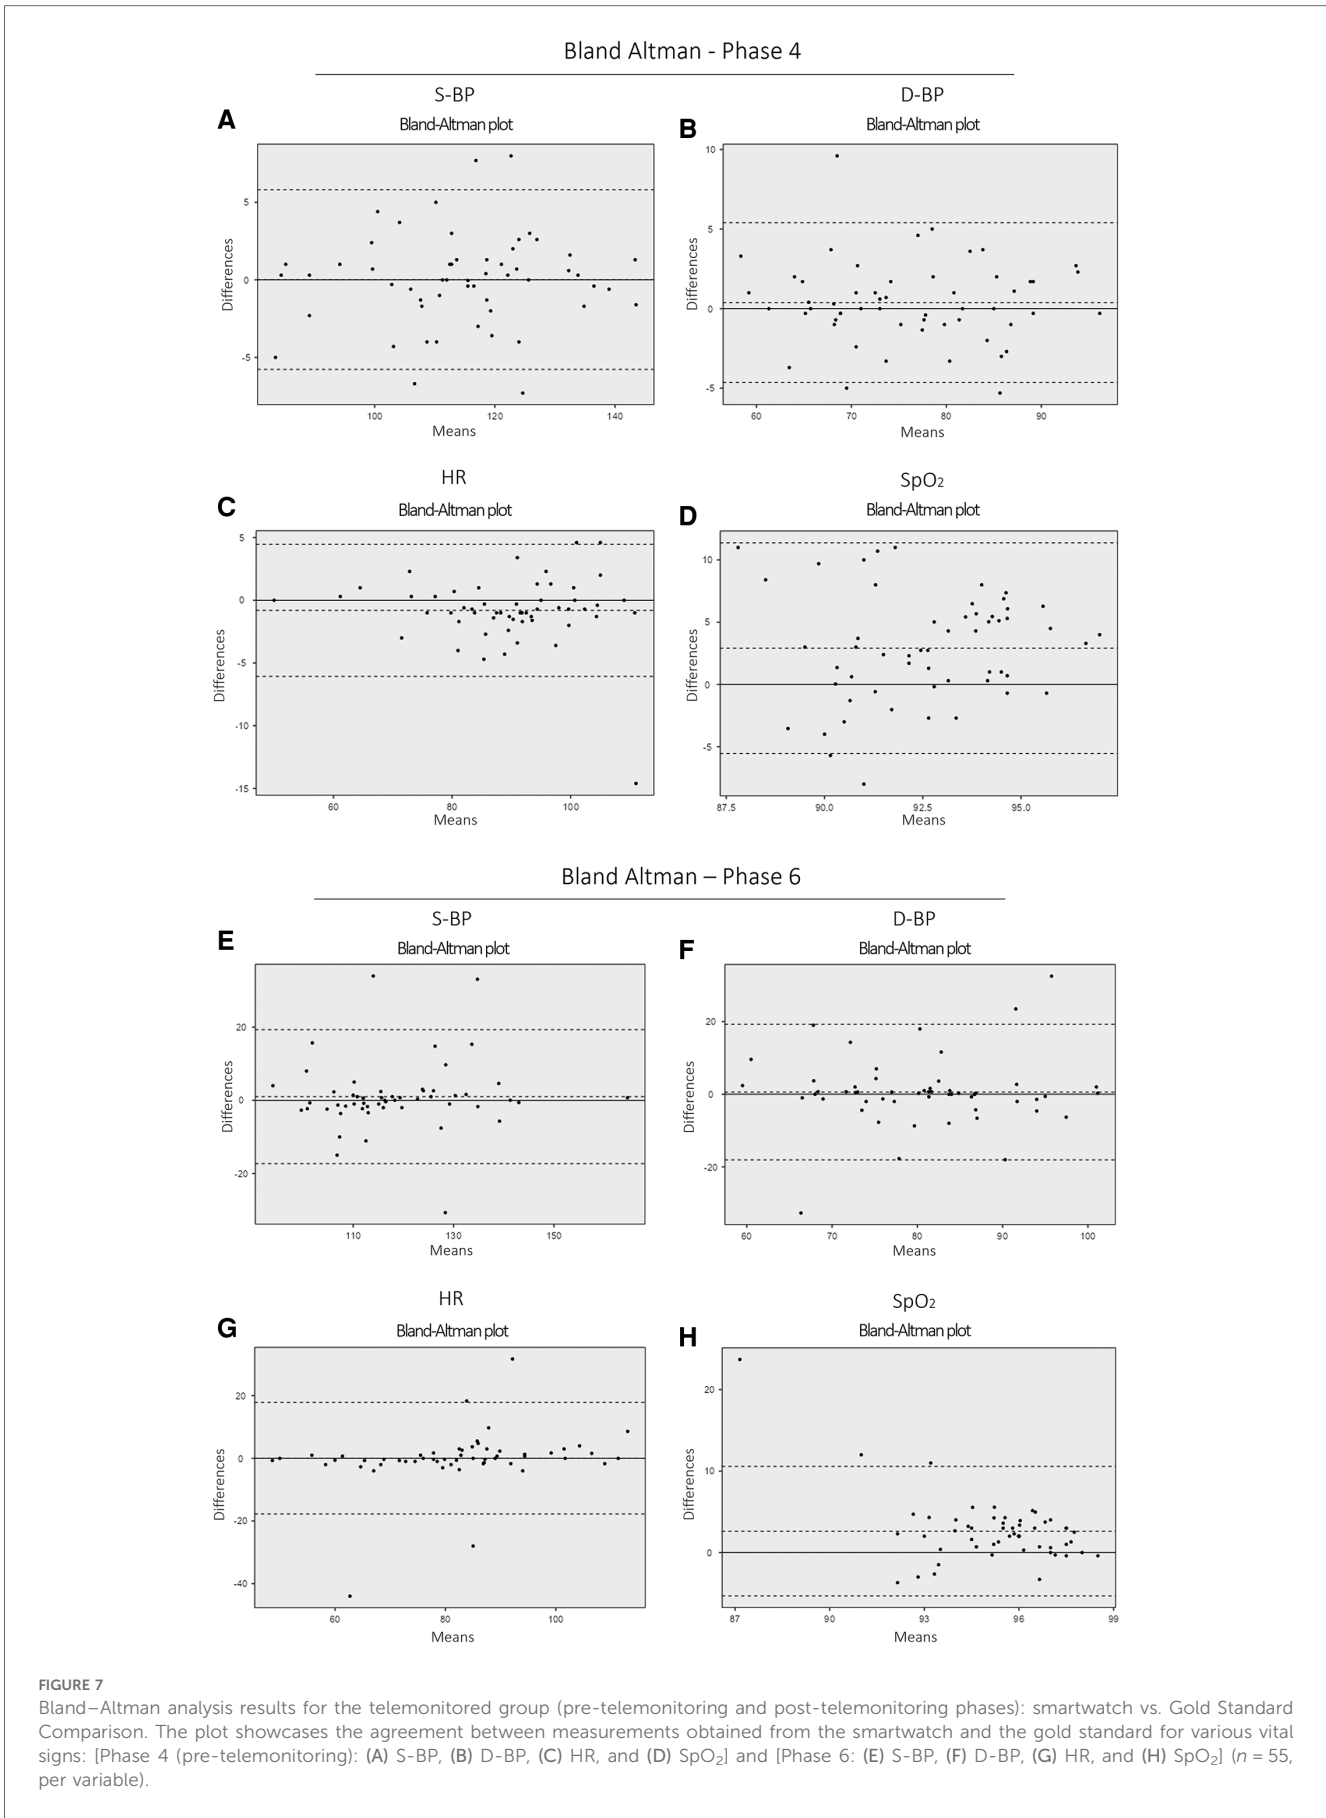 Bland Altman - Phase 4
S-BP
D-BP
A
Bland-Altman plot
B
Bland-Altman plot
Differences
5
0
-5
100
120
140
Means
Differences
10
5
0
-5
60
70
80
90
Means
HR
SpO2
C
Bland-Altman plot
D
Bland-Altman plot
Differences
5
0
-5
-10
-15
60
80
100
Means
Differences
10
5
0
-5
87.5
90.0
92.5
95.0
Means
Bland Altman – Phase 6
S-BP
D-BP
E
Bland-Altman plot
F
Bland-Altman plot
Differences
20
0
-20
110
130
150
Means
Differences
20
0
-20
60
70
80
90
100
Means
HR
SpO2
G
Bland-Altman plot
H
Bland-Altman plot
Differences
20
0
-20
-40
60
80
100
Means
Differences
20
10
0
87
90
93
96
99
Means
FIGURE 7
Bland–Altman analysis results for the telemonitored group (pre-telemonitoring and post-telemonitoring phases): smartwatch vs. Gold Standard
Comparison. The plot showcases the agreement between measurements obtained from the smartwatch and the gold standard for various vital
signs: [Phase 4 (pre-telemonitoring): (A) S-BP, (B) D-BP, (C) HR, and (D) SpO2] and [Phase 6: (E) S-BP, (F) D-BP, (G) HR, and (H) SpO2] (n = 55,
per variable).